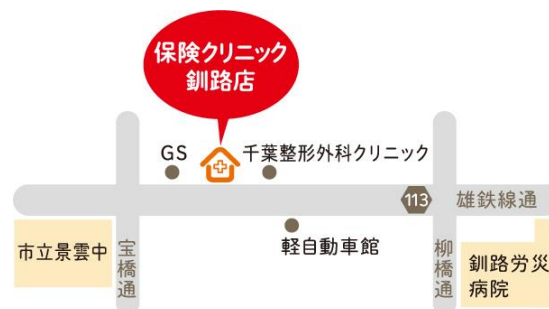 保険クリニック
釧路店
GS
千葉整形外科クリニック
113
雄鉄線通
市立景雲中
宝橋通
軽自動車館
柳橋通
釧路労災
病院